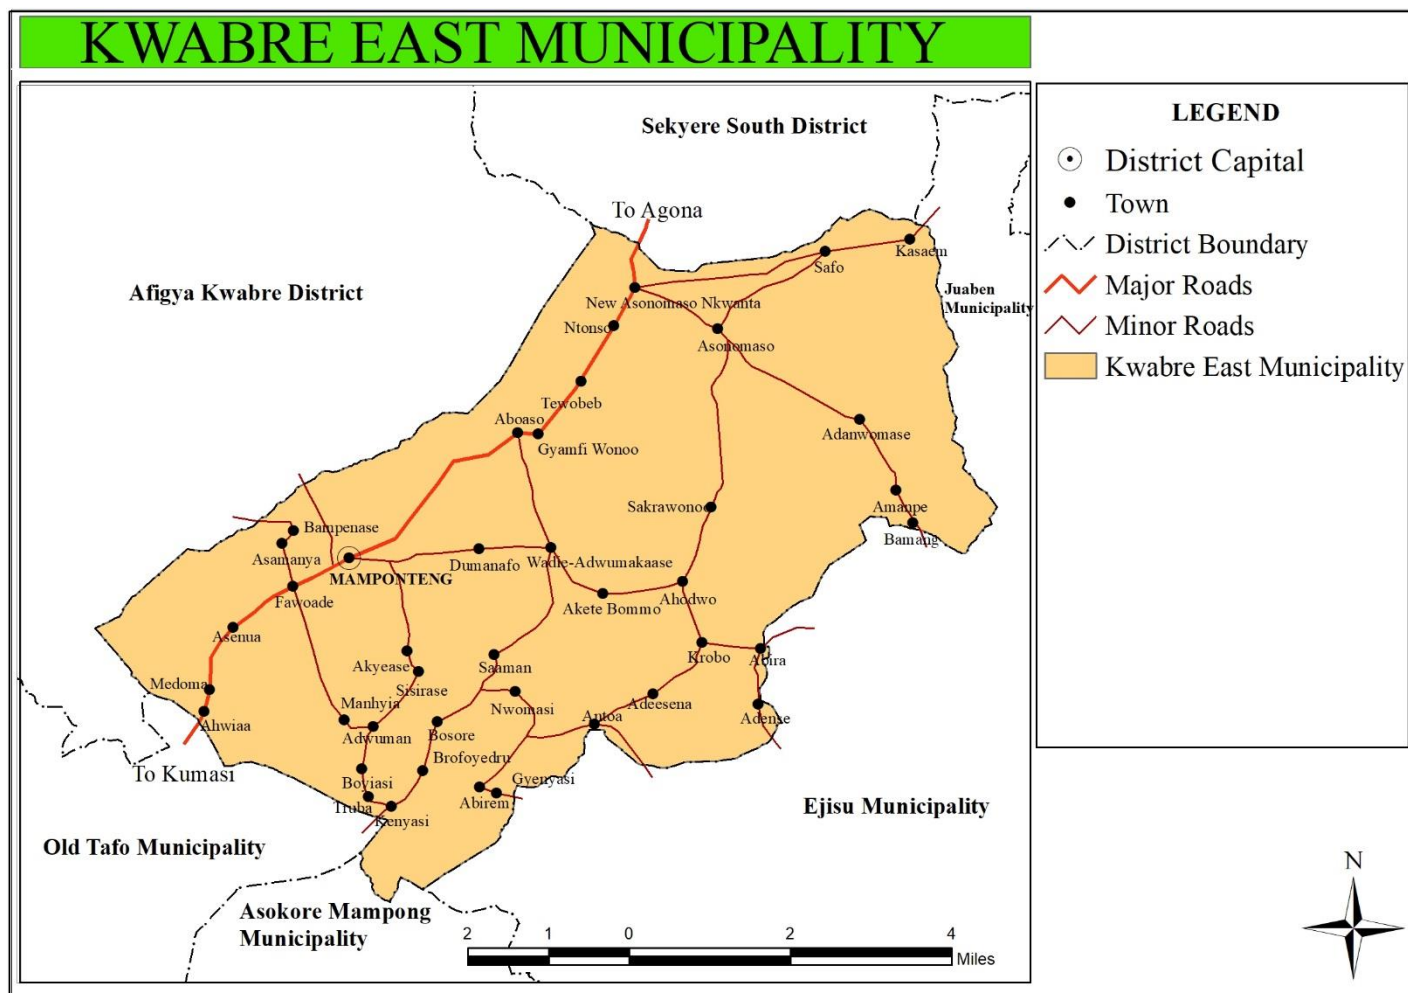 KWABRE EAST MUNICIPALITY
LEGEND
District Capital
Town
District Boundary
Major Roads
Minor Roads
Kwabre East Municipality
Sekyere South District
To Agona
Kasaem
Safo
Afigya Kwabre District
Juaben
Municipality
New Asonomaso Nkwanta
Ntonso
Asonomaso
Tewobeb
Aboaso
Gyamfi Wonoo
Adanwomase
Sakrawonoo
Amanpe
Bamang
Bampenase
Asamanya
Dumanafo
Wadie-Adwumakaase
MAMPONTENG
Fawoade
Akete Bommo
Ahodwo
Asenua
Krobo
Abira
Akyease
Saaman
Sisirase
Medoma
Manhyia
Nwomasi
Adeesena
Antoa
Adense
Ahwiaa
Adwuman
Bosore
Brofoyedru
To Kumasi
Boyiasi
Gyenyasi
Abirem
Truba
Kenyasi
Ejisu Municipality
Old Tafo Municipality
Asokore Mampong
Municipality
N
2 1 0 2 4
Miles